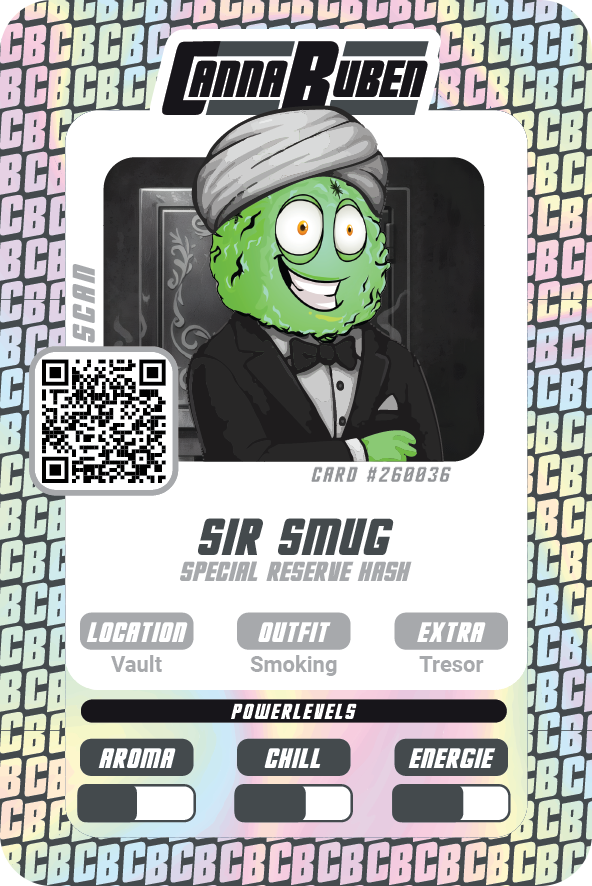 CANNABUBEN
SCAN
CARD #260036
SIR SMUG
SPECIAL RESERVE HASH
LOCATION OUTFIT EXTRA
Vault Smoking Tresor
POWERLEVELS
AROMA CHILL ENERGIE